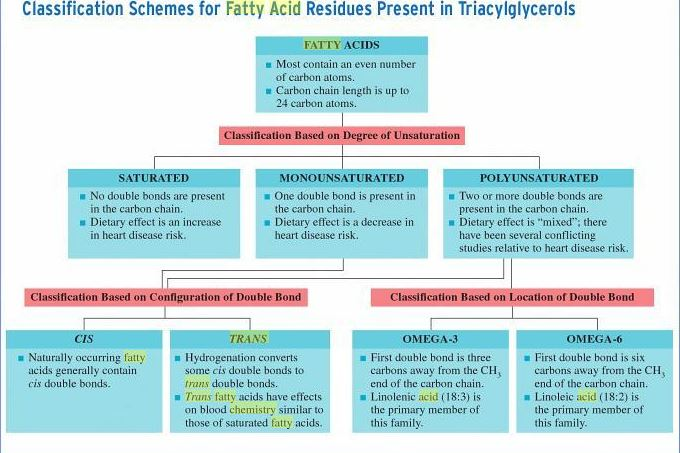 Classification Schemes for Fatty Acid Residues Present in Triacylglycerols
FATTY ACIDS
■ Most contain an even number
of carbon atoms.
■ Carbon chain length is up to
24 carbon atoms.
Classification Based on Degree of Unsaturation
SATURATED
■ No double bonds are present
in the carbon chain.
■ Dietary effect is an increase
in heart disease risk.
MONOUNSATURATED
■ One double bond is present in
the carbon chain.
■ Dietary effect is a decrease in
heart disease risk.
POLYUNSATURATED
■ Two or more double bonds are
present in the carbon chain.
■ Dietary effect is “mixed”; there
have been several conflicting
studies relative to heart disease risk.
Classification Based on Configuration of Double Bond
Classification Based on Location of Double Bond
CIS
■ Naturally occurring fatty
acids generally contain
cis double bonds.
TRANS
■ Hydrogenation converts
some cis double bonds to
trans double bonds.
■ Trans fatty acids have effects
on blood chemistry similar to
those of saturated fatty acids.
OMEGA-3
■ First double bond is three
carbons away from the CH₃
end of the carbon chain.
■ Linolenic acid (18:3) is
the primary member of
this family.
OMEGA-6
■ First double bond is six
carbons away from the CH₃
end of the carbon chain.
■ Linoleic acid (18:2) is
the primary member of
this family.